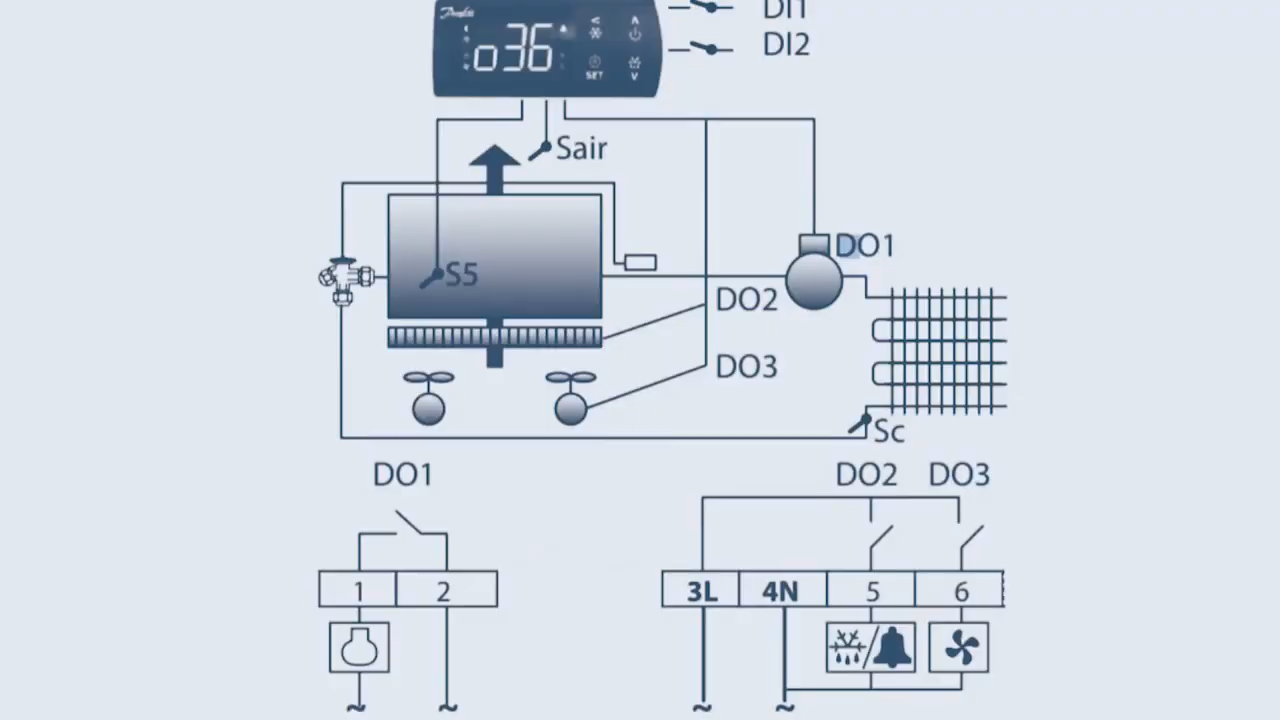 Danfoss
DI1
o36
SET
DI2
Sair
DO1
S5
DO2
DO3
Sc
DO1
DO2 DO3
1 2
3L 4N 5 6
~ ~ ~ ~